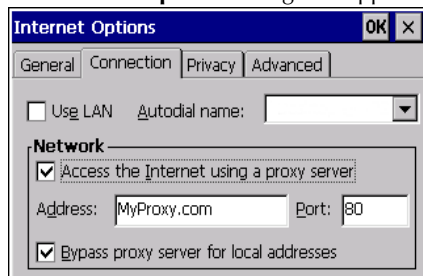 Internet Options OK ×
General Connection Privacy Advanced
Use LAN Autodial name:
Network
Access the Internet using a proxy server
Address: MyProxy.com Port: 80
Bypass proxy server for local addresses